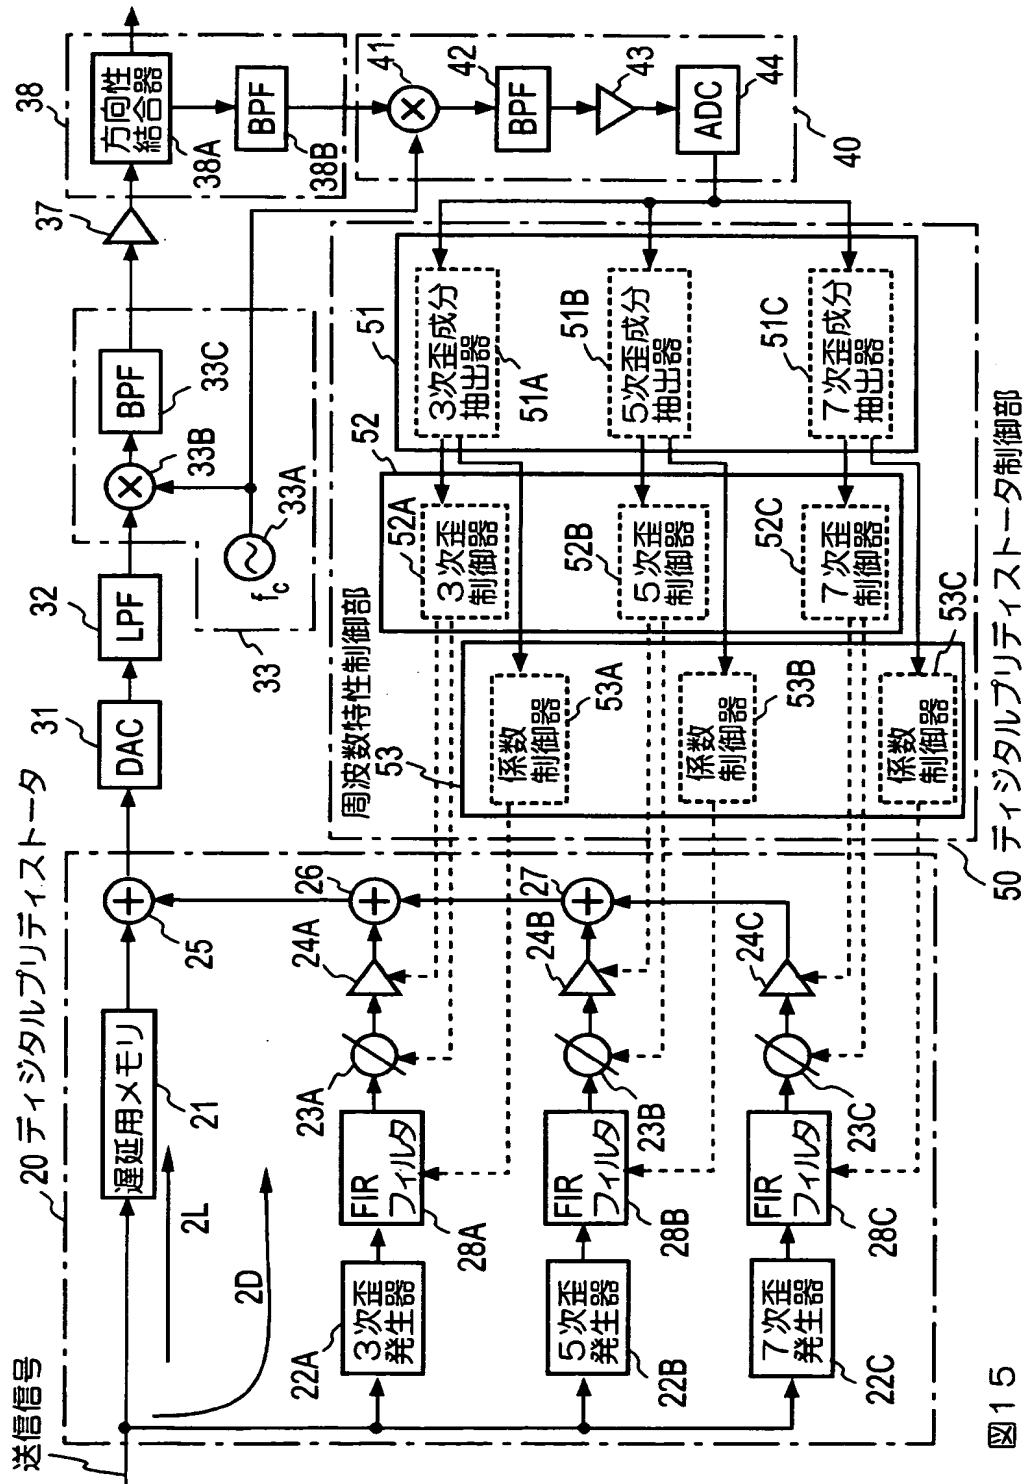 送信信号
20 ディジタルプリディストータ
遅延用メモリ
21
2L
2D
25
3次歪
発生器
22A
FIR
フィルタ
28A
23A
24A
26
5次歪
発生器
22B
FIR
フィルタ
28B
23B
24B
27
7次歪
発生器
22C
FIR
フィルタ
28C
23C
24C
DAC
31
LPF
32
33
33A
fc
33B
BPF
33C
37
38
方向性
結合器
38A
BPF
38B
41
BPF
42
43
ADC
44
40
周波数特性制御部
53
係数
制御器
53A
係数
制御器
53B
係数
制御器
53C
52
52A
3次歪
制御器
52B
5次歪
制御器
52C
7次歪
制御器
51
3次歪成分
抽出器
51A
51B
5次歪成分
抽出器
51C
7次歪成分
抽出器
50 ディジタルプリディストータ制御部
図15